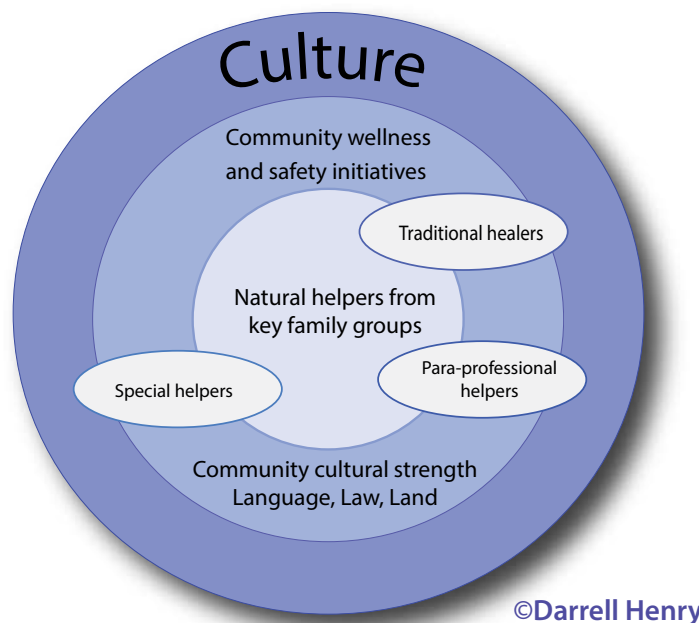 Culture
Community wellness
and safety initiatives
Traditional healers
Natural helpers from
key family groups
Para-professional
helpers
Special helpers
Community cultural strength
Language, Law, Land
©Darrell Henry